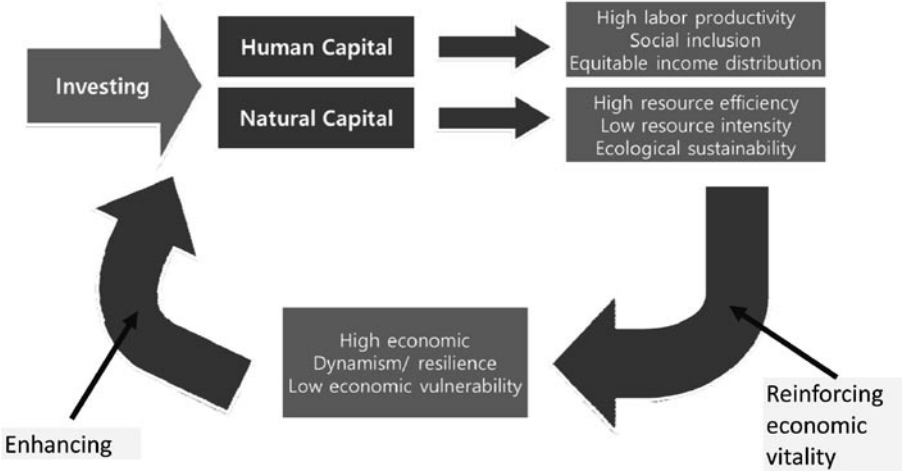 Investing
Human Capital
High labor productivity
Social inclusion
Equitable income distribution
Natural Capital
High resource efficiency
Low resource intensity
Ecological sustainability
High economic
Dynamism/ resilience
Low economic vulnerability
Enhancing
Reinforcing
economic
vitality